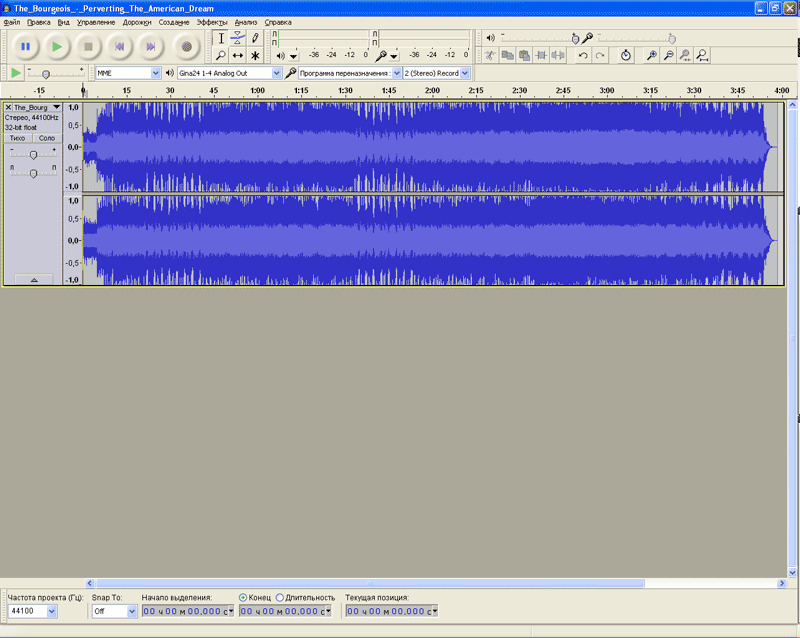 The_Bourgeois_-_Perverting_The_American_Dream
Файл Правка Вид Управление Дорожки Создание Эффекты Анализ Справка
Л Л
П П
-36 -24 -12 0 -36 -24 -12 0
MME Gina24 1-4 Analog Out Программа переназначения : 2 (Stereo) Record
-15 0 15 30 45 1:00 1:15 1:30 1:45 2:00 2:15 2:30 2:45 3:00 3:15 3:30 3:45 4:00
The_Bourg
Стерео, 44100Hz
32-bit float
Тихо Соло
- +
Л П
1,0
0,5-
0,0-
-0,5-
-1,0
1,0
0,5-
0,0-
-0,5-
-1,0
Частота проекта (Гц): Snap To: Начало выделения: Конец Длительность Текущая позиция:
44100 Off 00 ч 00 м 00,000 с 00 ч 00 м 00,000 с 00 ч 00 м 00,000 с